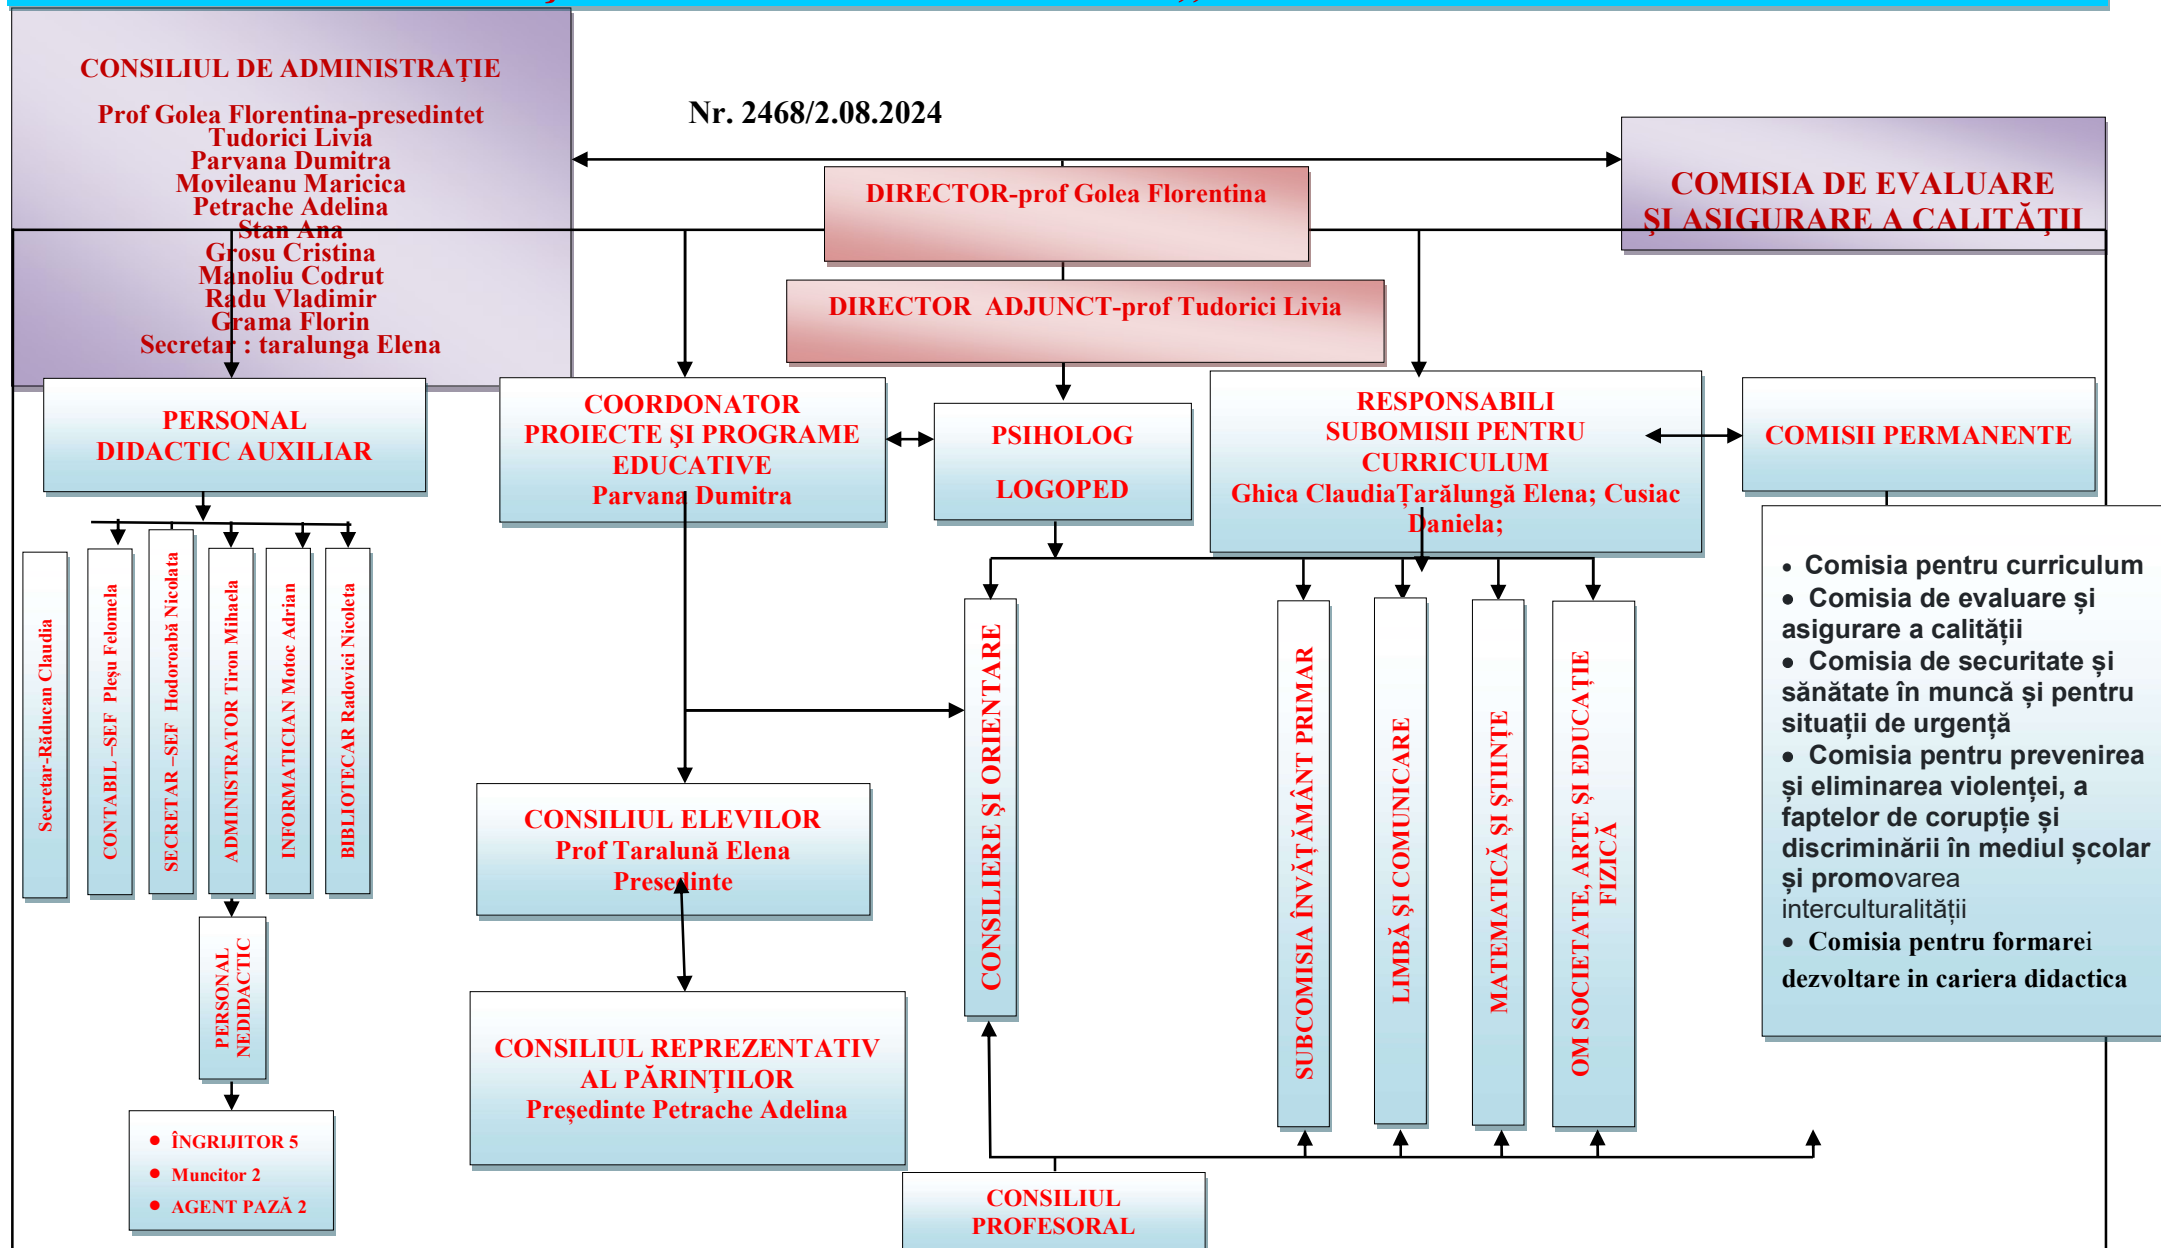 CONSILIUL DE ADMINISTRAŢIE
Prof Golea Florentina-presedintet
Tudorici Livia
Parvana Dumitra
Movileanu Maricica
Petrache Adelina
Stan Ana
Grosu Cristina
Manoliu Codrut
Radu Vladimir
Grama Florin
Secretar : taralunga Elena
Nr. 2468/2.08.2024
DIRECTOR-prof Golea Florentina
COMISIA DE EVALUARE
ŞI ASIGURARE A CALITĂŢII
DIRECTOR ADJUNCT-prof Tudorici Livia
PERSONAL
DIDACTIC AUXILIAR
COORDONATOR
PROIECTE ŞI PROGRAME
EDUCATIVE
Parvana Dumitra
PSIHOLOG
LOGOPED
RESPONSABILI
SUBOMISII PENTRU
CURRICULUM
Ghica ClaudiaȚarălungă Elena; Cusiac
Daniela;
COMISII PERMANENTE
Secretar-Răducan Claudia
CONTABIL –SEF Pleşu Felomela
SECRETAR –SEF Hodoroabă Nicolata
ADMINISTRATOR Tiron Mihaela
INFORMATICIAN Motoc Adrian
BIBLIOTECAR Radovici Nicoleta
PERSONAL
NEDIDACTIC
• ÎNGRIJITOR 5
• Muncitor 2
• AGENT PAZĂ 2
CONSILIUL ELEVILOR
Prof Taralună Elena
Presedinte
CONSILIUL REPREZENTATIV
AL PĂRINŢILOR
Președinte Petrache Adelina
CONSILIERE ŞI ORIENTARE
SUBCOMISIA ÎNVĂȚĂMÂNT PRIMAR
LIMBĂ ŞI COMUNICARE
MATEMATICĂ ȘI ȘTIINȚE
OM SOCIETATE, ARTE ȘI EDUCAȚIE
FIZICĂ
• Comisia pentru curriculum
• Comisia de evaluare și
asigurare a calității
• Comisia de securitate și
sănătate în muncă și pentru
situații de urgență
• Comisia pentru prevenirea
și eliminarea violenței, a
faptelor de corupție și
discriminării în mediul școlar
și promovarea
interculturalității
• Comisia pentru formarei
dezvoltare in cariera didactica
CONSILIUL
PROFESORAL